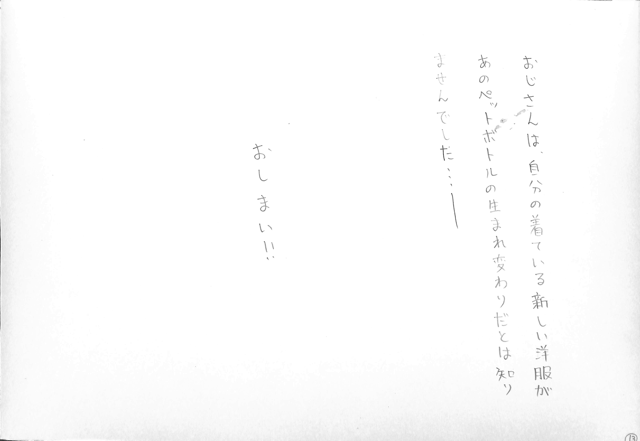 おじさんは、自分の着ている新しい洋服が
あのペットボトルの生まれ変わりだとは知り
ませんでした…ー
おしまい!!